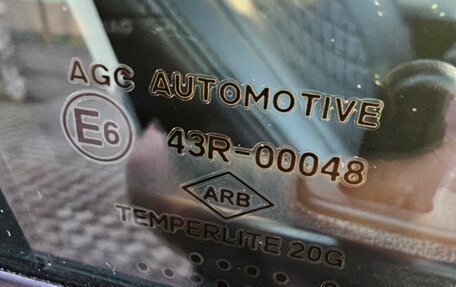 AGC AUTOMOTIVE
E6 43R-00048
ARB
TEMPERLITE 20G